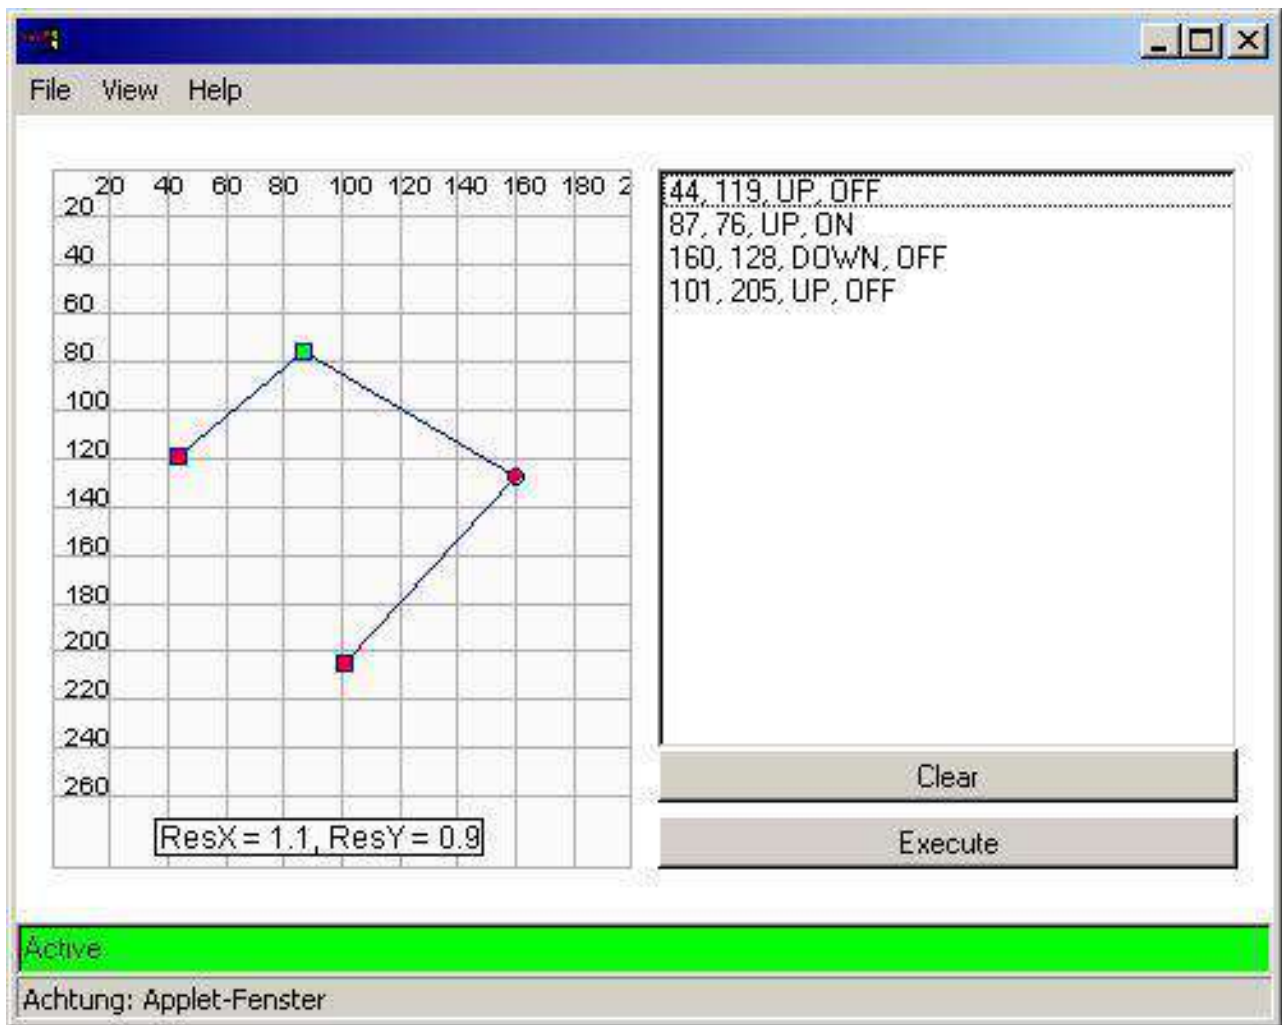 File View Help
20 40 60 80 100 120 140 160 180 2
20
40
60
80
100
120
140
160
180
200
220
240
260
ResX = 1.1, ResY = 0.9
44, 119, UP, OFF
87, 76, UP, ON
160, 128, DOWN, OFF
101, 205, UP, OFF
Clear
Execute
Active
Achtung: Applet-Fenster